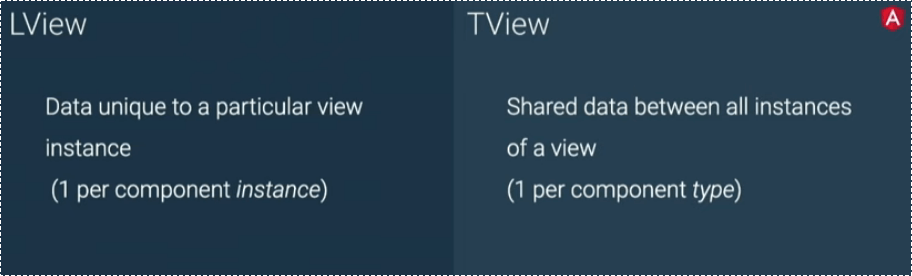 LView
Data unique to a particular view
instance
(1 per component instance)
TView
Shared data between all instances
of a view
(1 per component type)
A